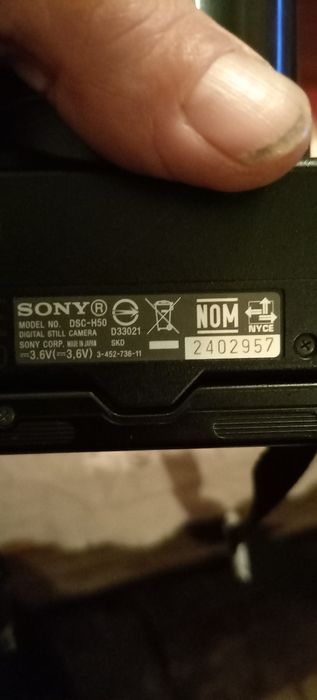 SONY®
MODEL NO. DSC-H50
DIGITAL STILL CAMERA D33021
SONY CORP. MADE IN JAPAN SKD
⎓3.6V(⎓3,6V) 3-452-736-11
NOM
NYCE
2402957